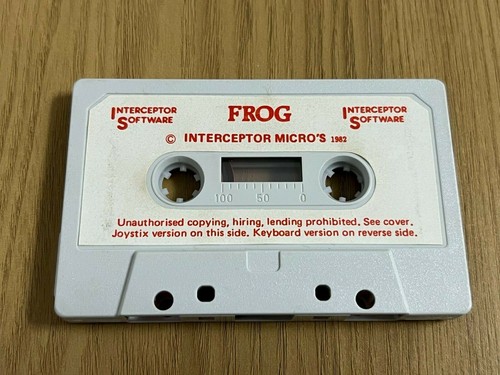 INTERCEPTOR SOFTWARE
FROG
INTERCEPTOR SOFTWARE
© INTERCEPTOR MICRO'S 1982
100 50 0
Unauthorised copying, hiring, lending prohibited. See cover.
Joystix version on this side. Keyboard version on reverse side.